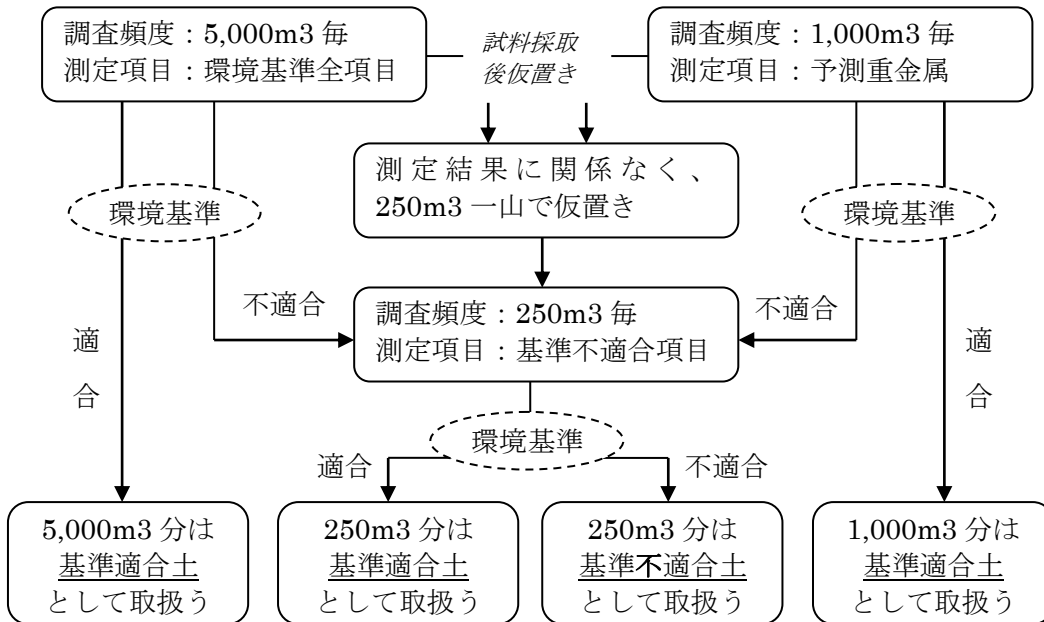 調査頻度：5,000m3 毎
測定項目：環境基準全項目
試料採取
後仮置き
調査頻度：1,000m3 毎
測定項目：予測重金属
測定結果に関係なく、
250m3 一山で仮置き
環境基準
環境基準
不適合
調査頻度：250m3 毎
測定項目：基準不適合項目
不適合
適
合
適
合
環境基準
適合
不適合
5,000m3 分は
基準適合土
として取扱う
250m3 分は
基準適合土
として取扱う
250m3 分は
基準不適合土
として取扱う
1,000m3 分は
基準適合土
として取扱う